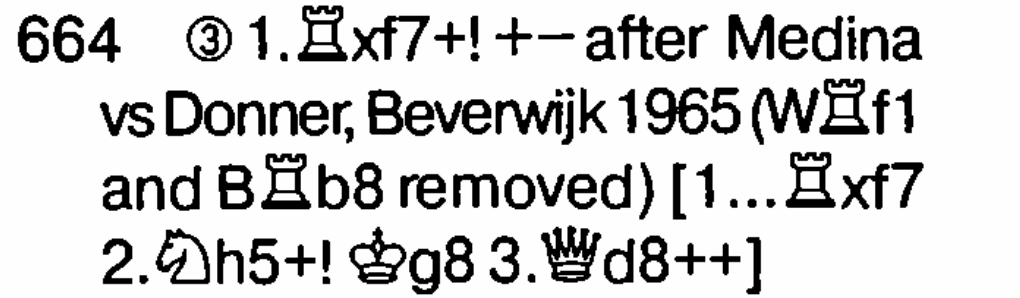 664 ③ 1.♖xf7+! +− after Medina
vs Donner, Beverwijk 1965 (W♖f1
and B♖b8 removed) [1...♖xf7
2.♘h5+! ♔g8 3.♕d8++]